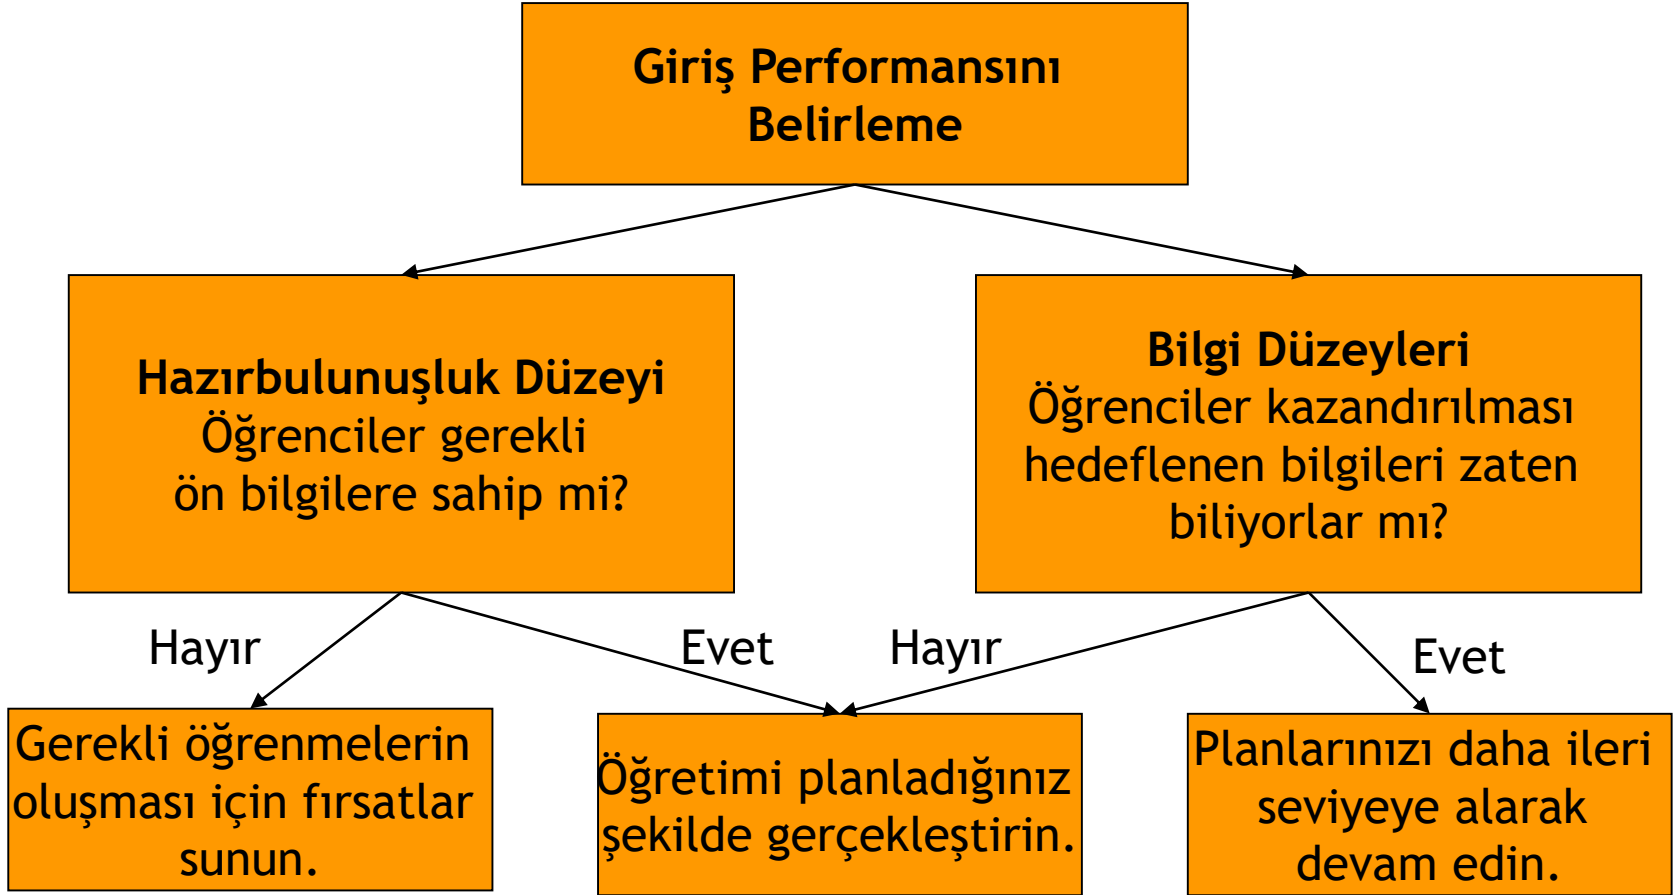 Giriş Performansını
Belirleme
Hazırbulunuşluk Düzeyi
Öğrenciler gerekli
ön bilgilere sahip mi?
Bilgi Düzeyleri
Öğrenciler kazandırılması
hedeflenen bilgileri zaten
biliyorlar mı?
Hayır
Evet
Hayır
Evet
Gerekli öğrenmelerin
oluşması için fırsatlar
sunun.
Öğretimi planladığınız
şekilde gerçekleştirin.
Planlarınızı daha ileri
seviyeye alarak
devam edin.